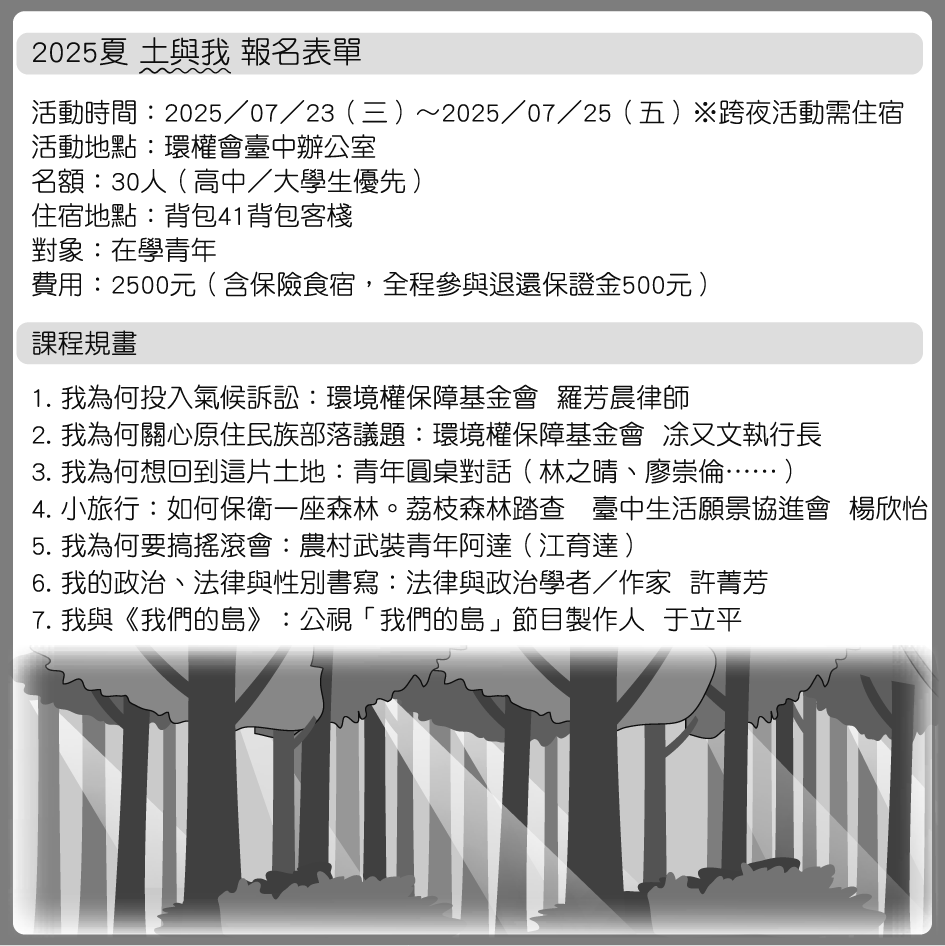 2025夏 土與我 報名表單
活動時間：2025／07／23（三）～2025／07／25（五）※跨夜活動需住宿
活動地點：環權會臺中辦公室
名額：30人（高中／大學生優先）
住宿地點：背包41背包客棧
對象：在學青年
費用：2500元（含保險食宿，全程參與退還保證金500元）
課程規畫
1. 我為何投入氣候訴訟：環境權保障基金會 羅芳晨律師
2. 我為何關心原住民族部落議題：環境權保障基金會 凃又文執行長
3. 我為何想回到這片土地：青年圓桌對話（林之晴、廖崇倫⋯⋯）
4. 小旅行：如何保衛一座森林。荔枝森林踏查　臺中生活願景協進會 楊欣怡
5. 我為何要搞搖滾會：農村武裝青年阿達（江育達）
6. 我的政治、法律與性別書寫：法律與政治學者／作家 許菁芳
7. 我與《我們的島》：公視「我們的島」節目製作人 于立平